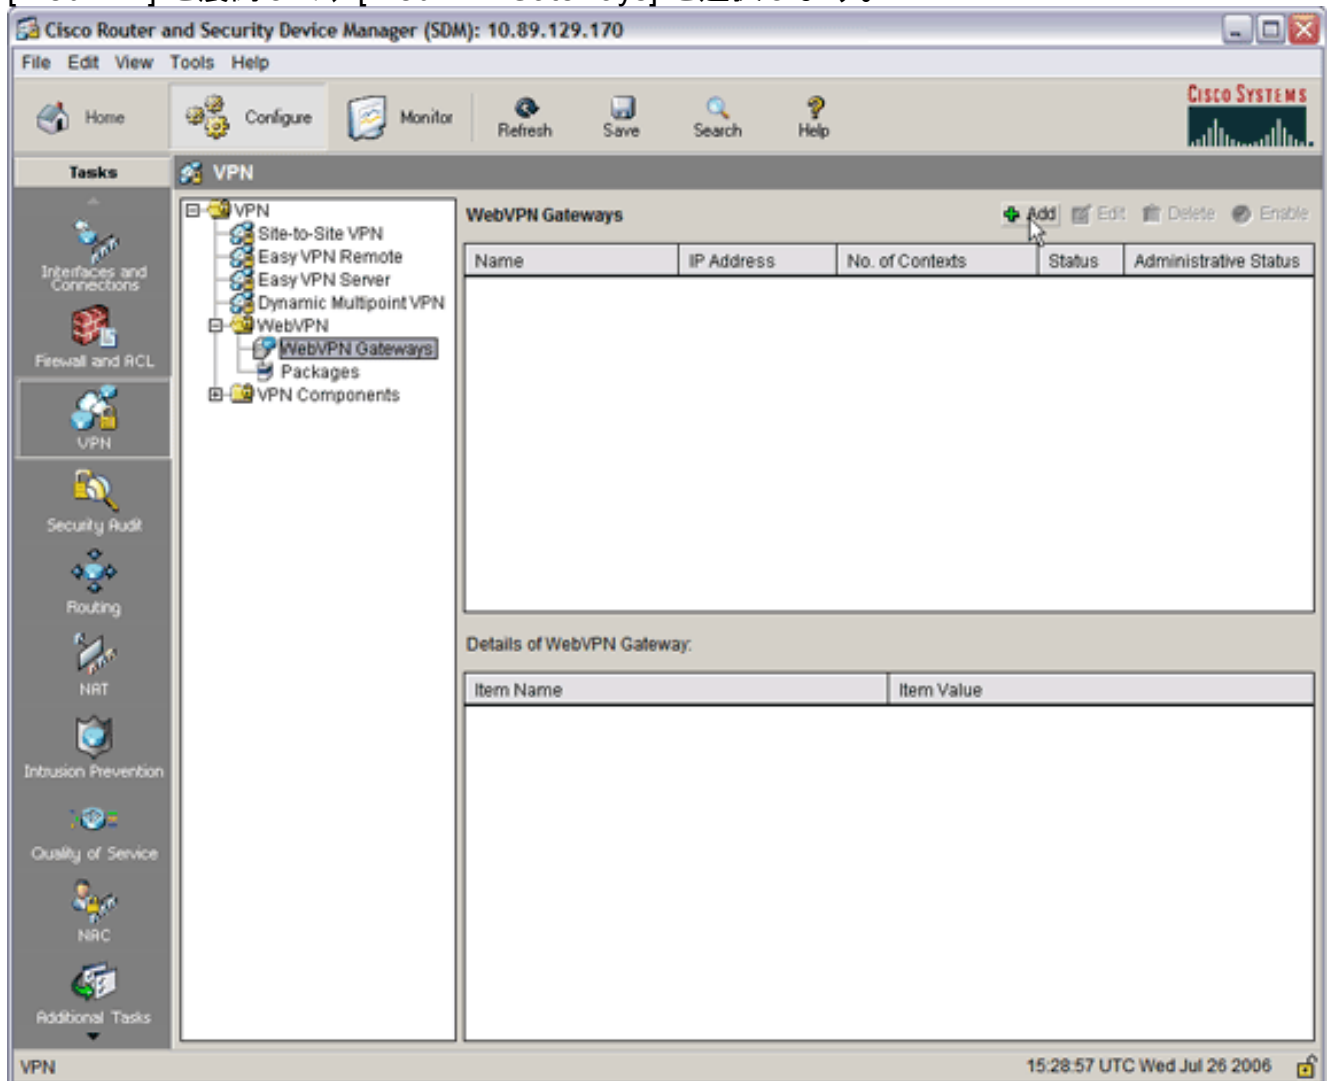 Cisco Router and Security Device Manager (SDM): 10.89.129.170
File Edit View Tools Help
Home Configure Monitor Refresh Save Search Help
CISCO SYSTEMS
Tasks
VPN
Interfaces and Connections
Firewall and ACL
VPN
Security Audit
Routing
NAT
Intrusion Prevention
Quality of Service
NAC
Additional Tasks
VPN
Site-to-Site VPN
Easy VPN Remote
Easy VPN Server
Dynamic Multipoint VPN
WebVPN
WebVPN Gateways
Packages
VPN Components
WebVPN Gateways
Add Edit Delete Enable
Name IP Address No. of Contexts Status Administrative Status
Details of WebVPN Gateway:
Item Name Item Value
VPN
15:28:57 UTC Wed Jul 26 2006